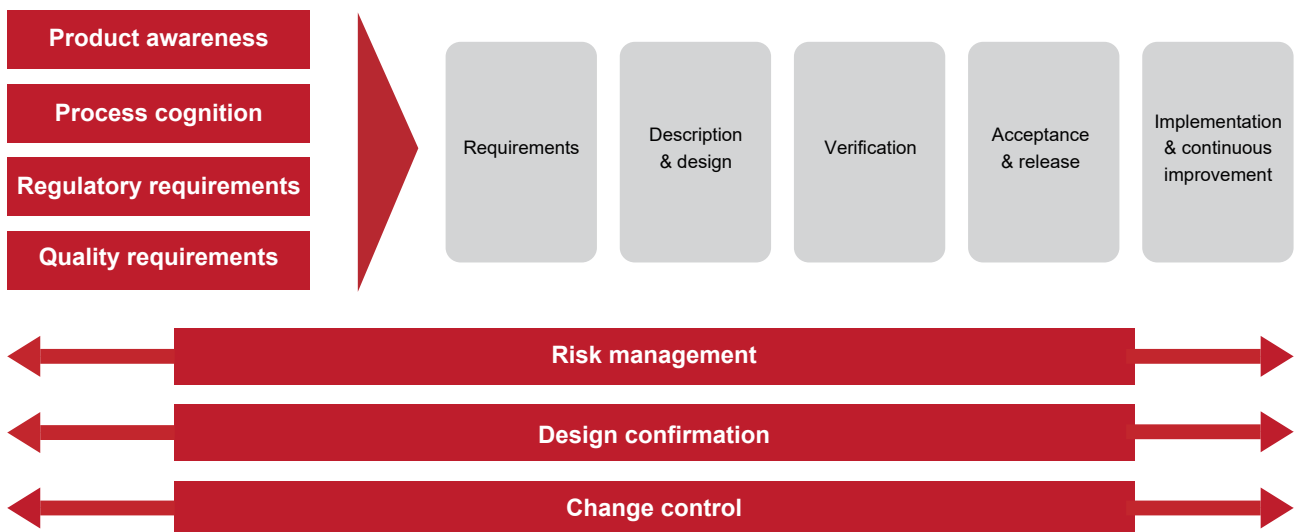 Product awareness
Process cognition
Regulatory requirements
Quality requirements
Requirements
Description
& design
Verification
Acceptance
& release
Implementation
& continuous
improvement
Risk management
Design confirmation
Change control